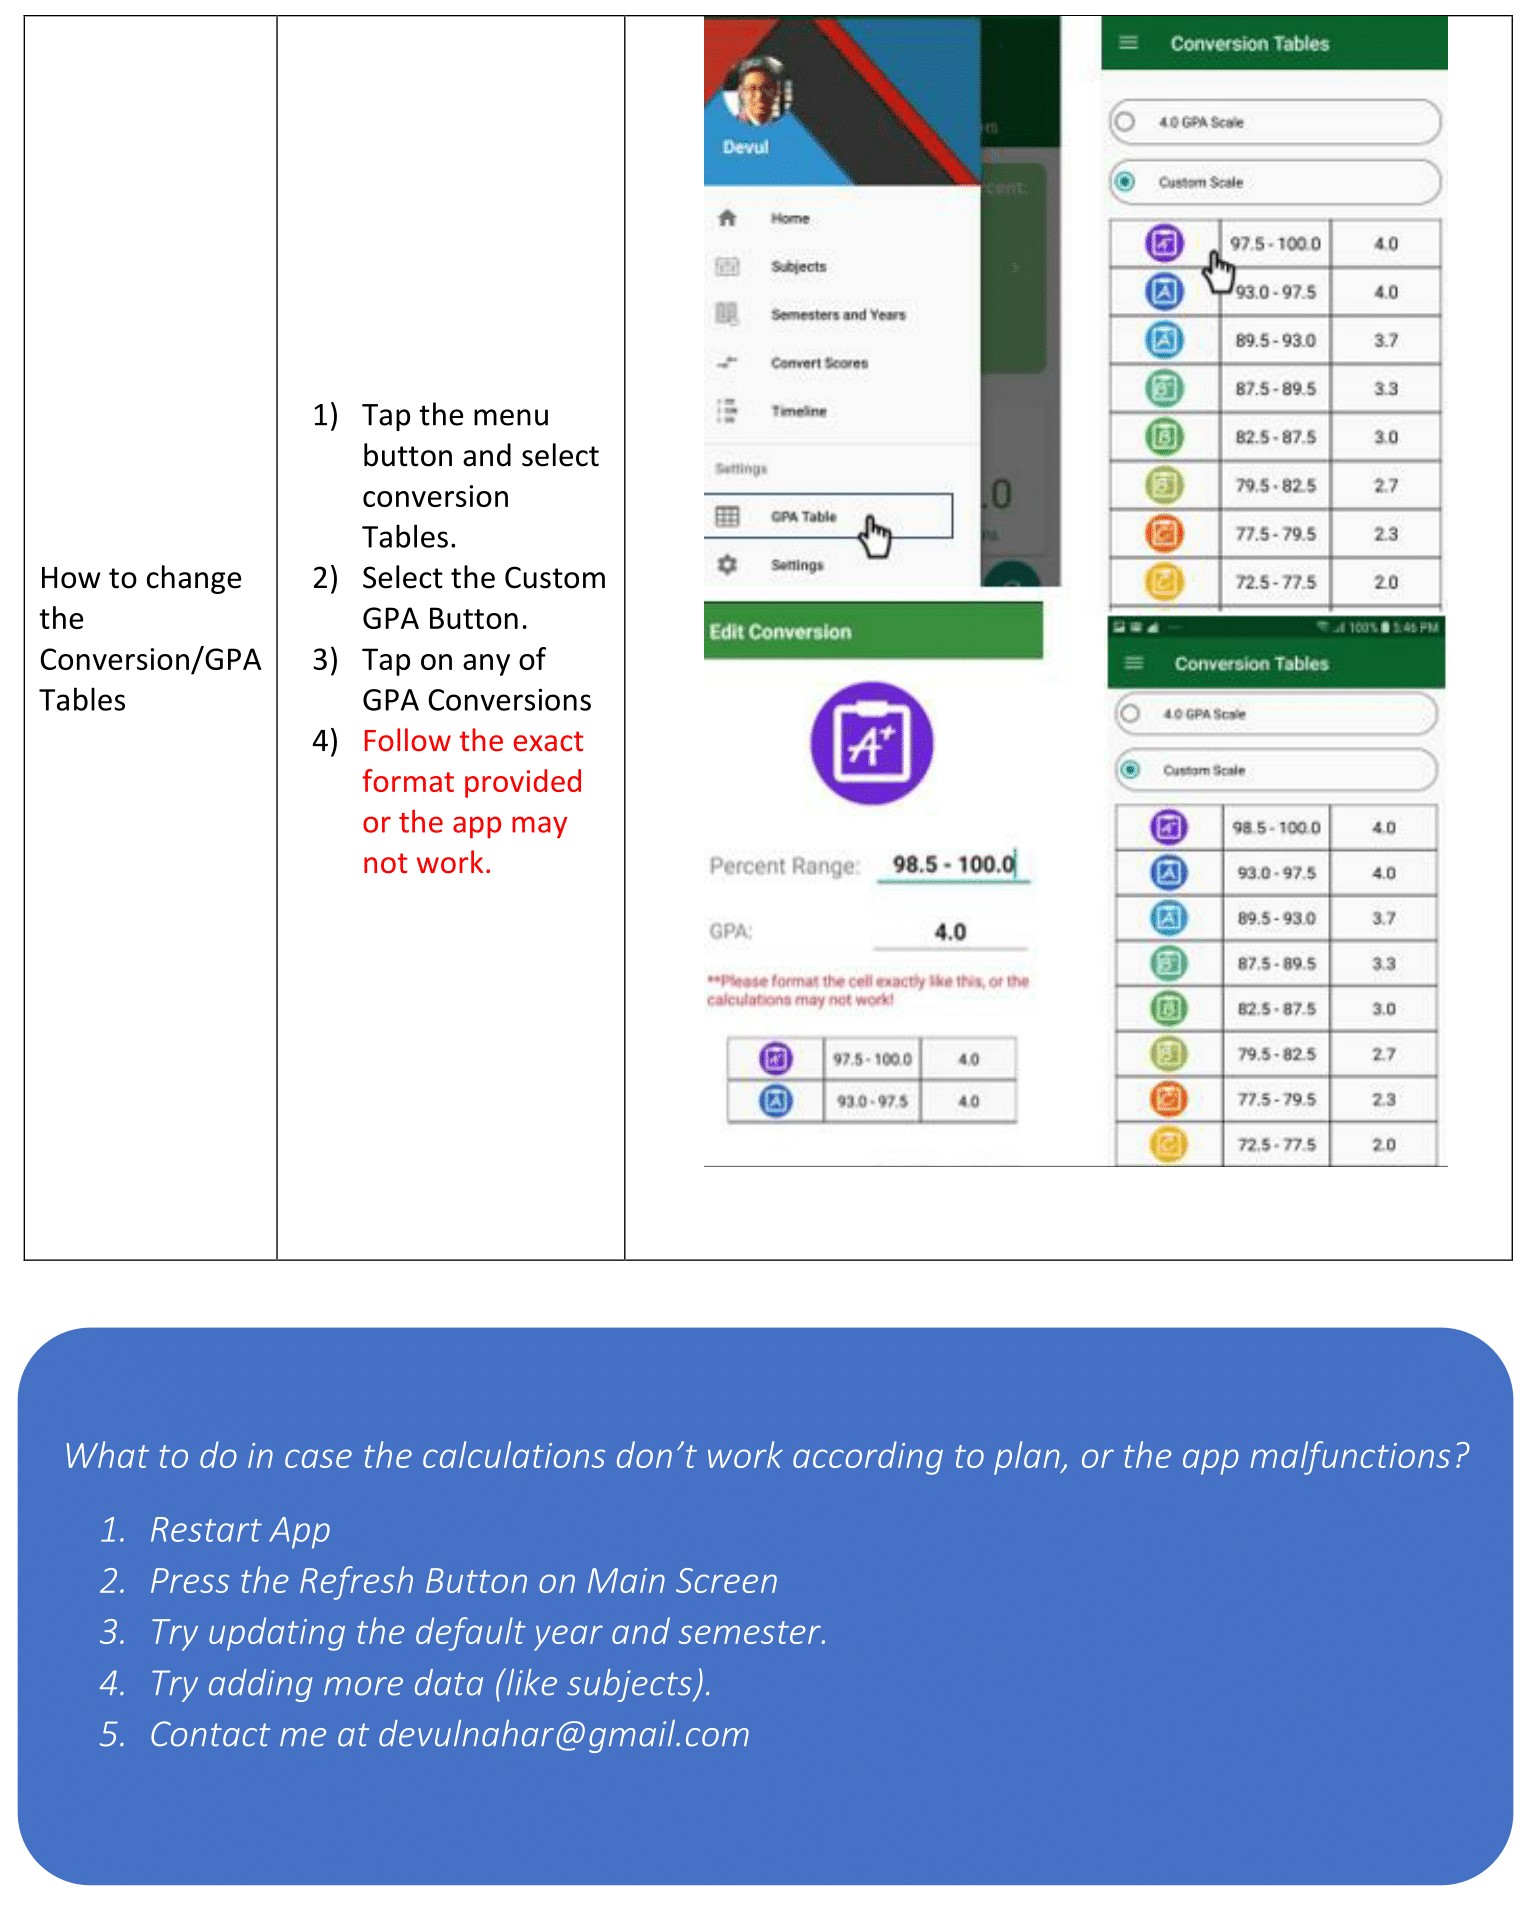 How to change
the
Conversion/GPA
Tables
1) Tap the menu
button and select
conversion
Tables.
2) Select the Custom
GPA Button.
3) Tap on any of
GPA Conversions
4) Follow the exact
format provided
or the app may
not work.
Devul
Home
Subjects
Semesters and Years
Convert Scores
Timeline
Settings
GPA Table
Settings
cent:
.0
Conversion Tables
4.0 GPA Scale
Custom Scale
A+ 97.5 - 100.0 4.0
A 93.0 - 97.5 4.0
A- 89.5 - 93.0 3.7
B+ 87.5 - 89.5 3.3
B 82.5 - 87.5 3.0
B- 79.5 - 82.5 2.7
C+ 77.5 - 79.5 2.3
C 72.5 - 77.5 2.0
Edit Conversion
A+
Percent Range: 98.5 - 100.0
GPA: 4.0
**Please format the cell exactly like this, or the
calculations may not work!
A+ 97.5 - 100.0 4.0
A 93.0 - 97.5 4.0
100% 5:46 PM
Conversion Tables
4.0 GPA Scale
Custom Scale
A+ 98.5 - 100.0 4.0
A 93.0 - 97.5 4.0
A- 89.5 - 93.0 3.7
B+ 87.5 - 89.5 3.3
B 82.5 - 87.5 3.0
B- 79.5 - 82.5 2.7
C+ 77.5 - 79.5 2.3
C 72.5 - 77.5 2.0
What to do in case the calculations don’t work according to plan, or the app malfunctions?
1. Restart App
2. Press the Refresh Button on Main Screen
3. Try updating the default year and semester.
4. Try adding more data (like subjects).
5. Contact me at devulnahar@gmail.com